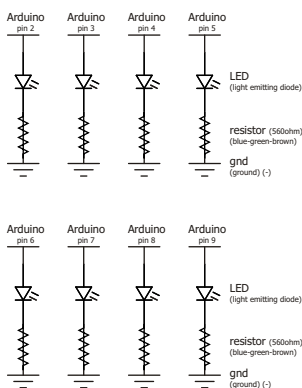 Arduino Arduino Arduino Arduino
pin 2 pin 3 pin 4 pin 5
LED
(light emitting diode)
resistor (560ohm)
(blue-green-brown)
gnd
(ground) (-)
Arduino Arduino Arduino Arduino
pin 6 pin 7 pin 8 pin 9
LED
(light emitting diode)
resistor (560ohm)
(blue-green-brown)
gnd
(ground) (-)